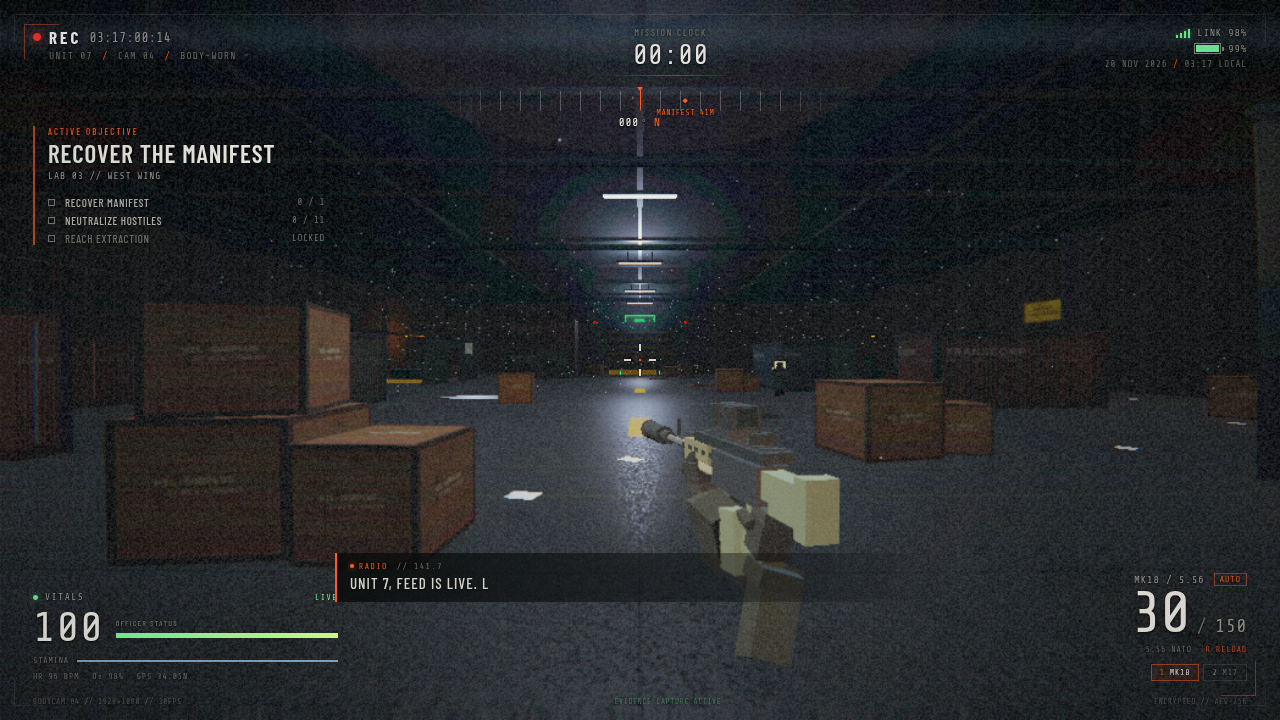 REC 03:17:00:14
UNIT 07 / CAM 04 / BODY-WORN
MISSION CLOCK
00:00
LINK 98%
99%
20 NOV 2026 / 03:17 LOCAL
MANIFEST 41M
000 N
ACTIVE OBJECTIVE
RECOVER THE MANIFEST
LAB 03 // WEST WING
RECOVER MANIFEST 0 / 1
NEUTRALIZE HOSTILES 0 / 11
REACH EXTRACTION LOCKED
RADIO // 141.7
UNIT 7, FEED IS LIVE. L
VITALS LIVE
100
OFFICER STATUS
STAMINA
HR 96 BPM O₂ 98% GPS 34.05N
BODYCAM 04 // 1920×1080 // 30FPS
EVIDENCE CAPTURE ACTIVE
MK18 / 5.56 AUTO
30 / 150
5.56 NATO R RELOAD
1 MK18 2 M17
ENCRYPTED // AES-256